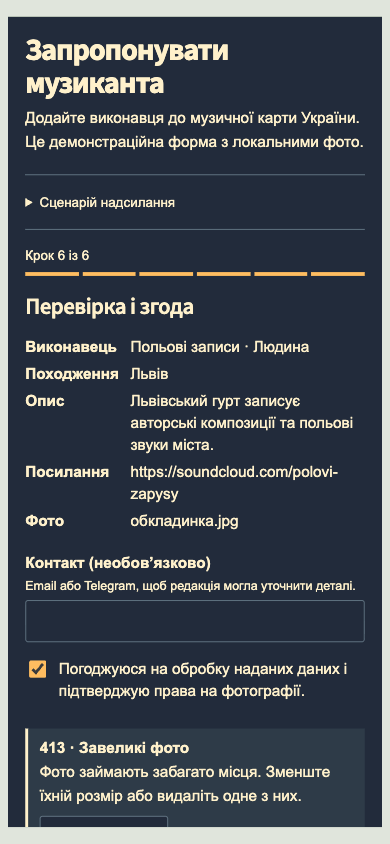 Запропонувати
музиканта
Додайте виконавця до музичної карти України.
Це демонстраційна форма з локальними фото.
Сценарій надсилання
Крок 6 із 6
Перевірка і згода
Виконавець Польові записи · Людина
Походження Львів
Опис Львівський гурт записує
авторські композиції та польові
звуки міста.
Посилання https://soundcloud.com/polovi-
zapysy
Фото обкладинка.jpg
Контакт (необов’язково)
Email або Telegram, щоб редакція могла уточнити деталі.
Погоджуюся на обробку наданих даних і
підтверджую права на фотографії.
413 · Завеликі фото
Фото займають забагато місця. Зменште
їхній розмір або видаліть одне з них.